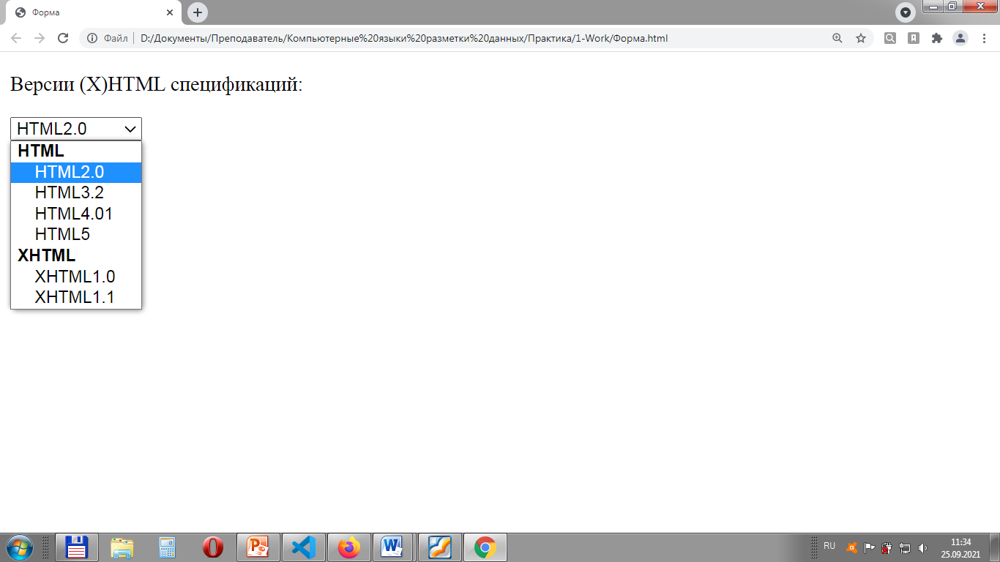 Форма
Файл
D:/Документы/Преподаватель/Компьютерные%20языки%20разметки%20данных/Практика/1-Work/Форма.html
Версии (X)HTML спецификаций:
HTML2.0
HTML
HTML2.0
HTML3.2
HTML4.01
HTML5
XHTML
XHTML1.0
XHTML1.1
RU
11:34
25.09.2021